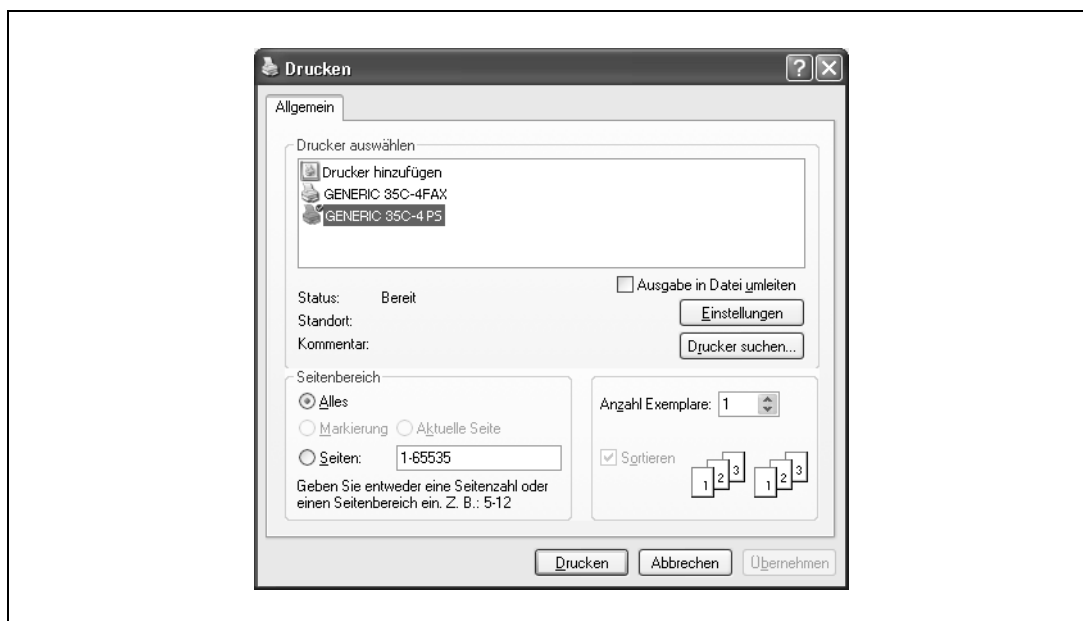 Drucken
Allgemein
Drucker auswählen
Drucker hinzufügen
GENERIC 35C-4FAX
GENERIC 35C-4 PS
Ausgabe in Datei umleiten
Status: Bereit
Einstellungen
Standort:
Kommentar:
Drucker suchen...
Seitenbereich
Alles
Markierung Aktuelle Seite
Seiten: 1-65535
Geben Sie entweder eine Seitenzahl oder
einen Seitenbereich ein. Z. B.: 5-12
Anzahl Exemplare: 1
Sortieren
1 2 3 1 2 3
Drucken Abbrechen Übernehmen